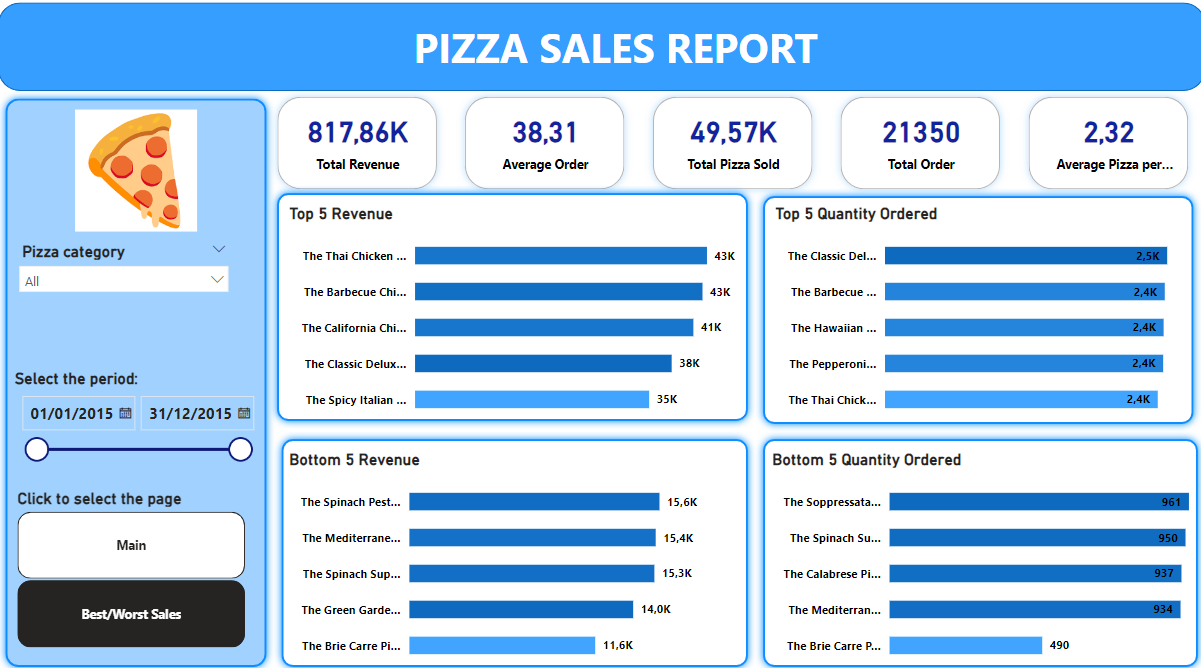 PIZZA SALES REPORT
Pizza category
All
Select the period:
01/01/2015 31/12/2015
Click to select the page
Main
Best/Worst Sales
817,86K
Total Revenue
38,31
Average Order
49,57K
Total Pizza Sold
21350
Total Order
2,32
Average Pizza per...
Top 5 Revenue
The Thai Chicken ... 43K
The Barbecue Chi... 43K
The California Chi... 41K
The Classic Delux... 38K
The Spicy Italian ... 35K
Top 5 Quantity Ordered
The Classic Del... 2,5K
The Barbecue ... 2,4K
The Hawaiian ... 2,4K
The Pepperoni... 2,4K
The Thai Chick... 2,4K
Bottom 5 Revenue
The Spinach Pest... 15,6K
The Mediterrane... 15,4K
The Spinach Sup... 15,3K
The Green Garde... 14,0K
The Brie Carre Pi... 11,6K
Bottom 5 Quantity Ordered
The Soppressata... 961
The Spinach Su... 950
The Calabrese Pi... 937
The Mediterran... 934
The Brie Carre P... 490